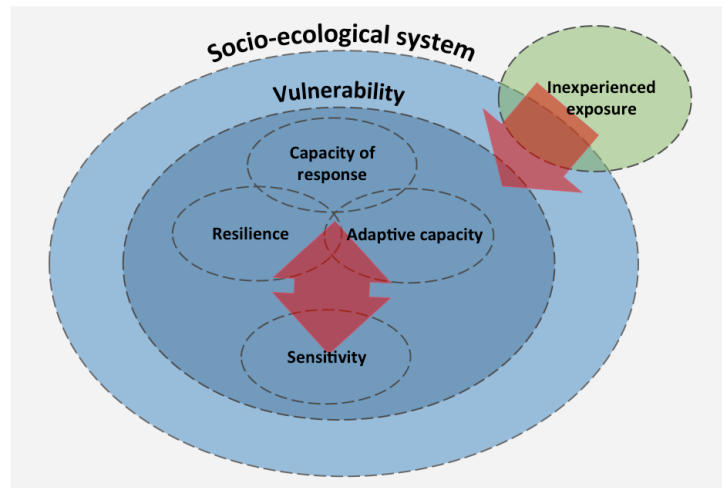 Socio-ecological system
Inexperienced
exposure
Vulnerability
Capacity of
response
Resilience
Adaptive capacity
Sensitivity